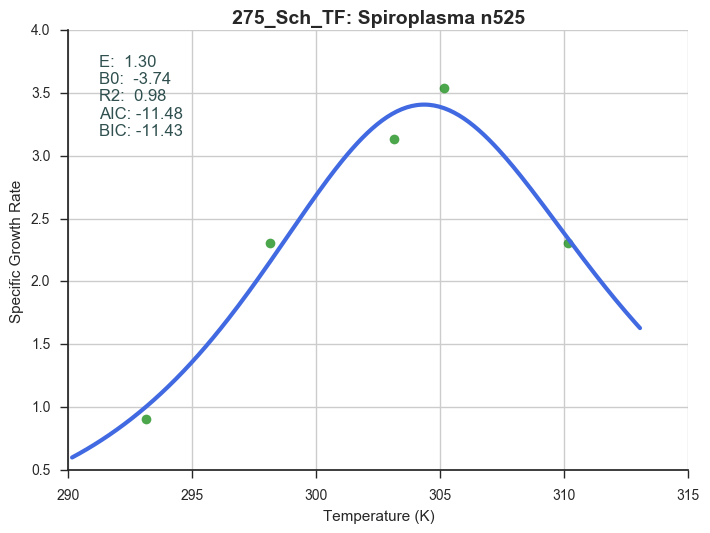 275_Sch_TF: Spiroplasma n525
E:  1.30
B0:  -3.74
R2:  0.98
AIC: -11.48
BIC: -11.43
Specific Growth Rate
4.0
3.5
3.0
2.5
2.0
1.5
1.0
0.5
290 295 300 305 310 315
Temperature (K)